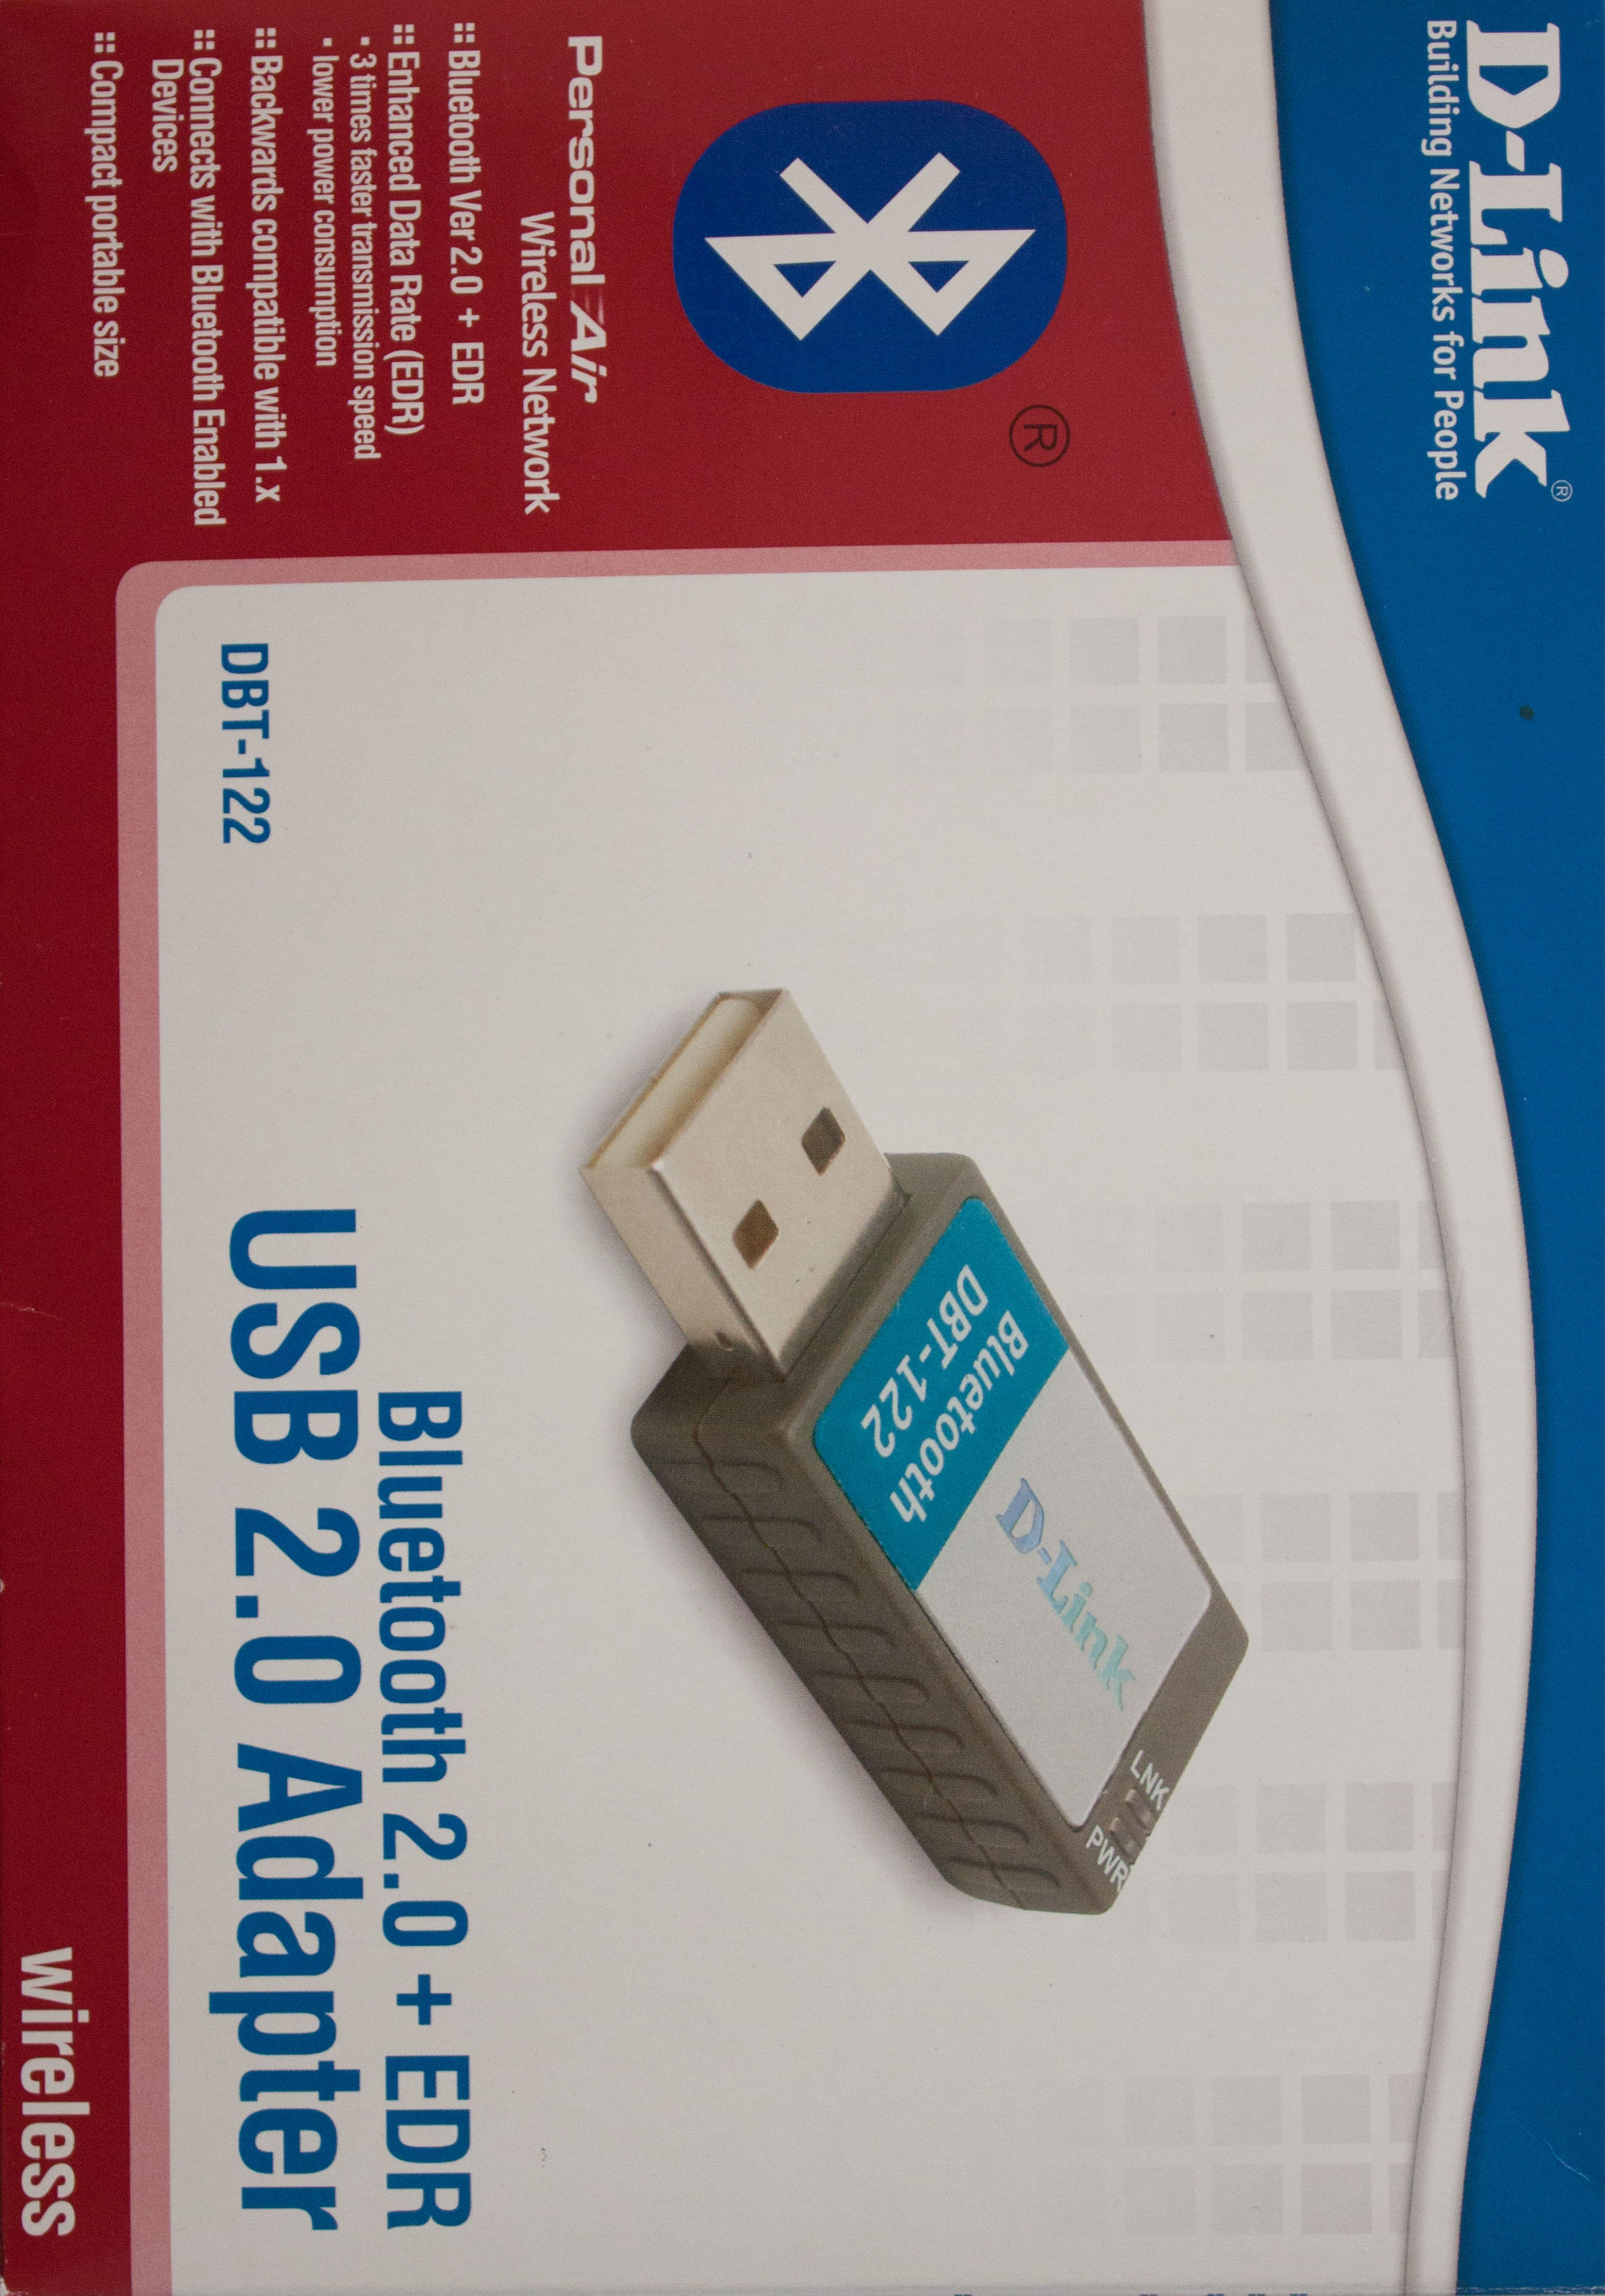 D-Link®
Building Networks for People
®
Personal Air
Wireless Network
Bluetooth Ver 2.0 + EDR
Enhanced Data Rate (EDR)
· 3 times faster transmission speed
· lower power consumption
Backwards compatible with 1.x
Connects with Bluetooth Enabled
Devices
Compact portable size
Bluetooth
DBT-122
D-Link
LNK
PWR
DBT-122
Bluetooth 2.0 + EDR
USB 2.0 Adapter
wireless